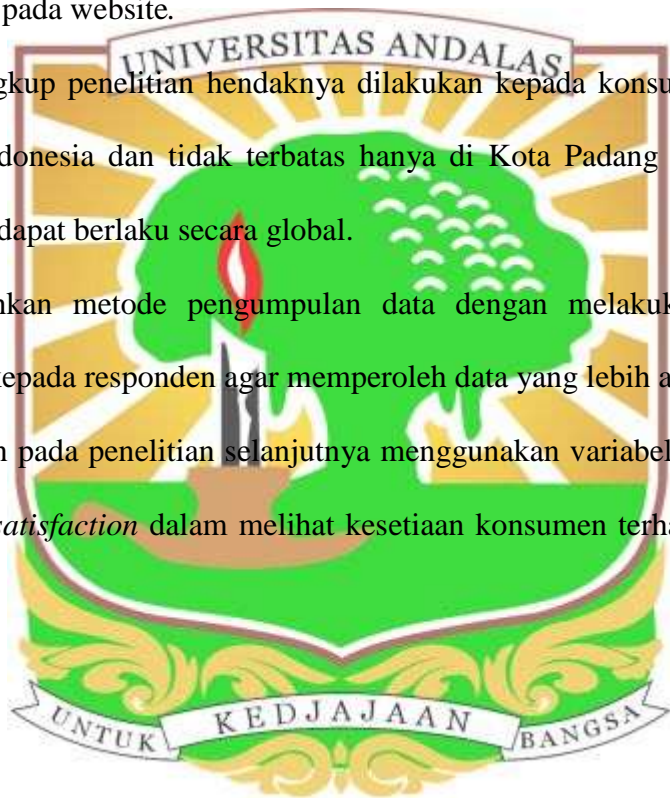 pada website.
UNIVERSITAS ANDALAS
gkup penelitian hendaknya dilakukan kepada konsu
donesia dan tidak terbatas hanya di Kota Padang
dapat berlaku secara global.
nkan metode pengumpulan data dengan melakuk
kepada responden agar memperoleh data yang lebih a
n pada penelitian selanjutnya menggunakan variabel
satisfaction dalam melihat kesetiaan konsumen terha
UNTUK KEDJAJAAN BANGSA